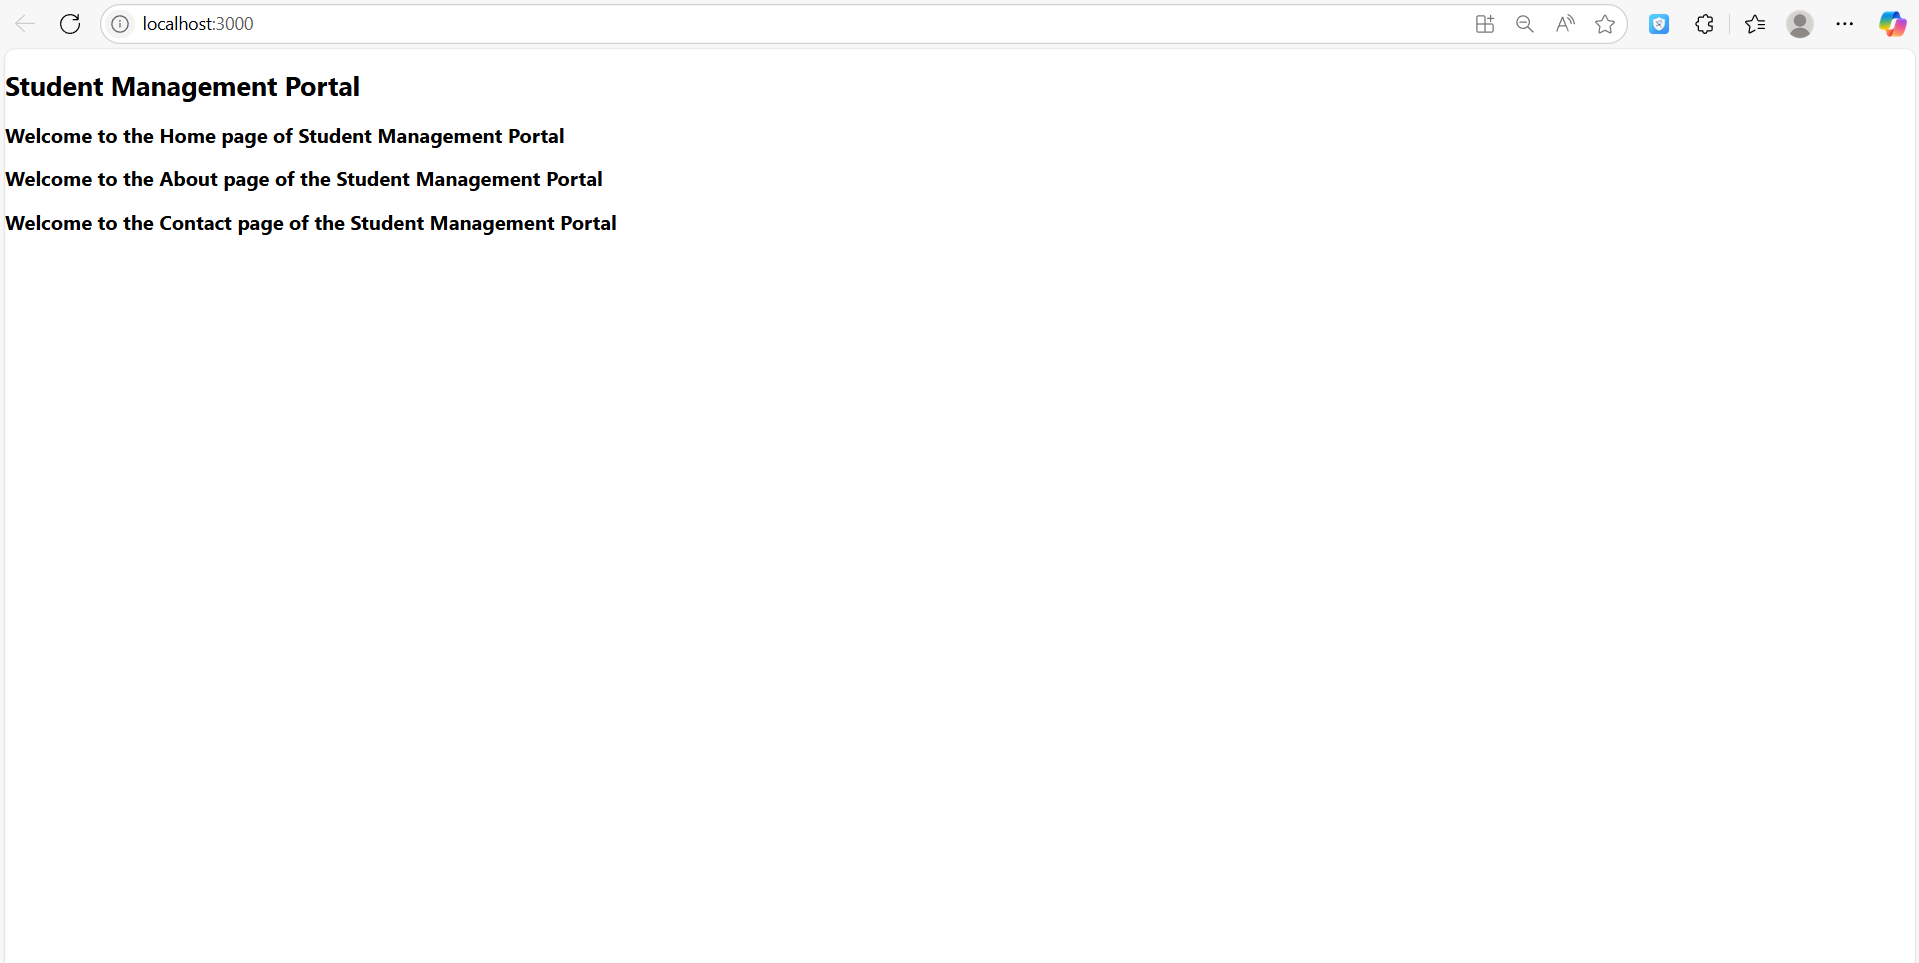 localhost:3000
Student Management Portal
Welcome to the Home page of Student Management Portal
Welcome to the About page of the Student Management Portal
Welcome to the Contact page of the Student Management Portal